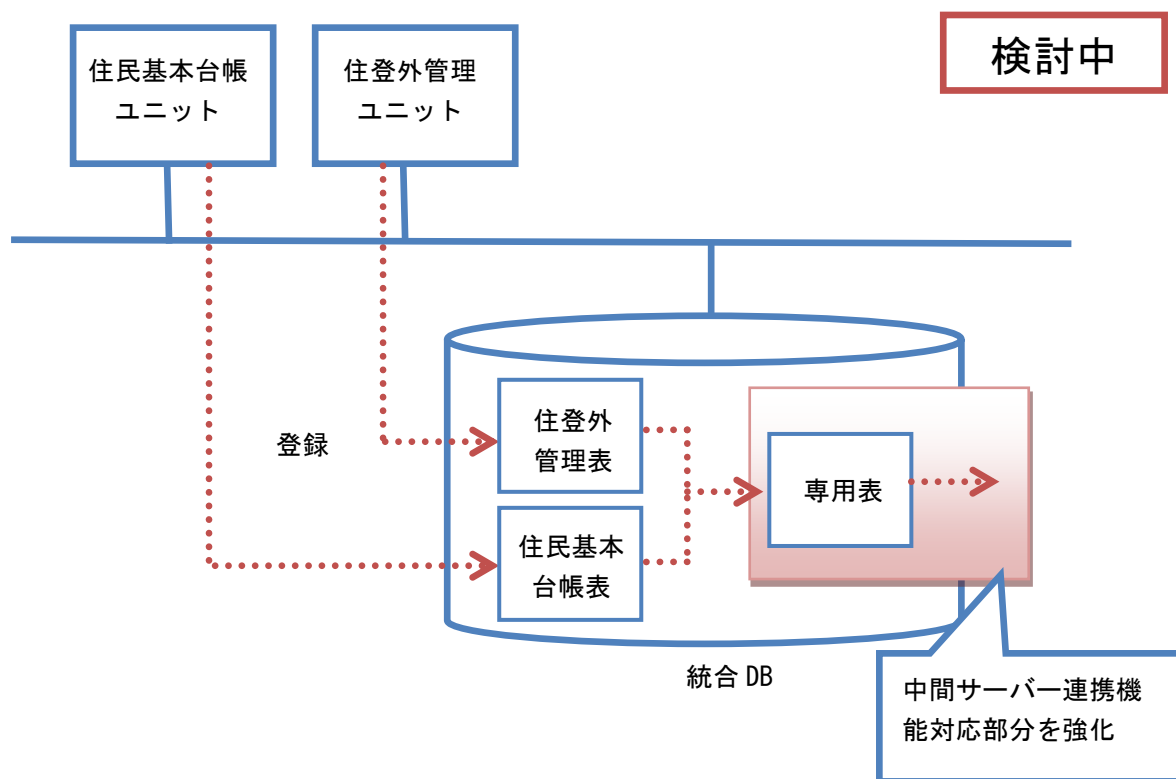 住民基本台帳
ユニット
住登外管理
ユニット
検討中
登録
住登外
管理表
専用表
住民基本
台帳表
統合 DB
中間サーバー連携機
能対応部分を強化